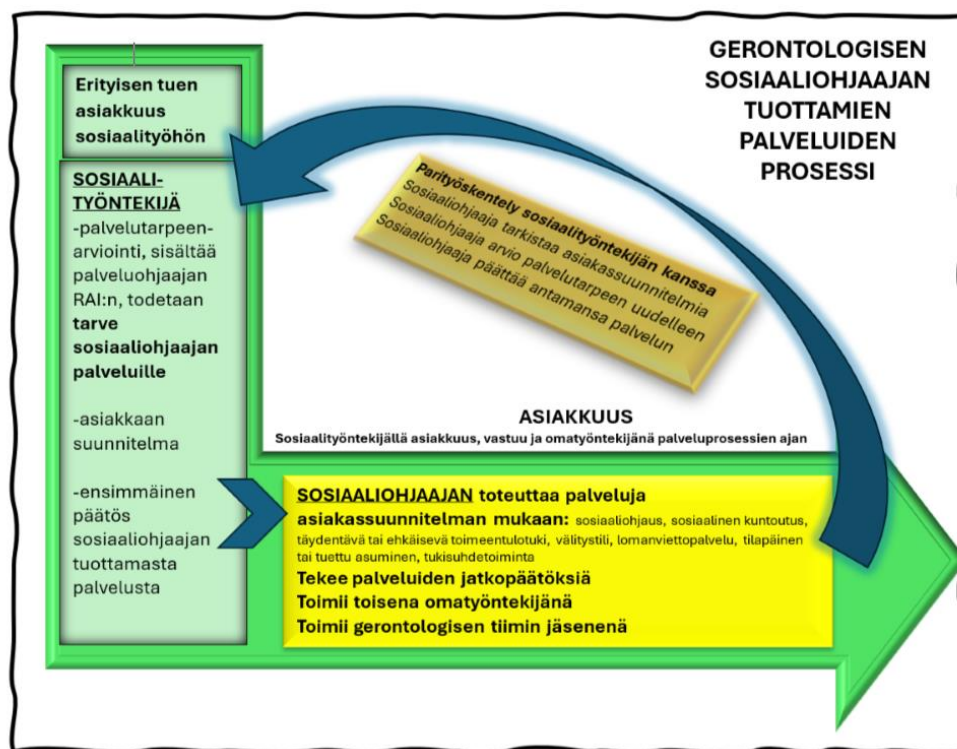 GERONTOLOGISEN
SOSIAALIOHJAAJAN
TUOTTAMIEN
PALVELUIDEN
PROSESSI
Erityisen tuen
asiakkuus
sosiaalityöhön
SOSIAALI-
TYÖNTEKIJÄ
-palvelutarpeen-
arviointi, sisältää
palveluohjaajan
RAI:n, todetaan
tarve
sosiaaliohjaajan
palveluille
-asiakkaan
suunnitelma
-ensimmäinen
päätös
sosiaaliohjaajan
tuottamasta
palvelusta
Parityöskentely sosiaalityöntekijän kanssa
Sosiaaliohjaaja tarkistaa asiakassuunnitelmia
Sosiaaliohjaaja arvio palvelutarpeen uudelleen
Sosiaaliohjaaja päättää antamansa palvelun
ASIAKKUUS
Sosiaalityöntekijällä asiakkuus, vastuu ja omatyöntekijänä palveluprosessien ajan
SOSIAALIOHJAAJAN toteuttaa palveluja
asiakassuunnitelman mukaan: sosiaaliohjaus, sosiaalinen kuntoutus,
täydentävä tai ehkäisevä toimeentulotuki, välitystili, lomanviettopalvelu, tilapäinen
tai tuettu asuminen, tukisuhdetoiminta
Tekee palveluiden jatkopäätöksiä
Toimii toisena omatyöntekijänä
Toimii gerontologisen tiimin jäsenenä